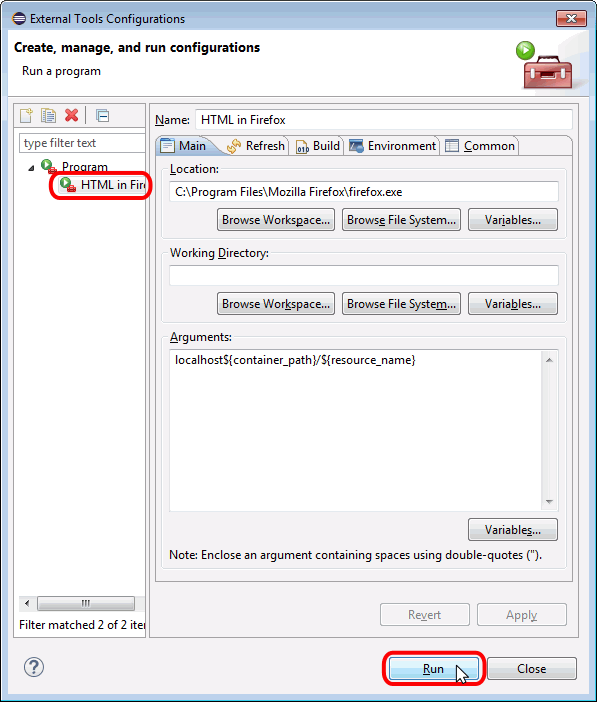 External Tools Configurations
Create, manage, and run configurations
Run a program
type filter text
Program
HTML in Fire
Filter matched 2 of 2 iter
Name: HTML in Firefox
Main Refresh Build Environment Common
Location:
C:\Program Files\Mozilla Firefox\firefox.exe
Browse Workspace... Browse File System... Variables...
Working Directory:
Browse Workspace... Browse File System... Variables...
Arguments:
localhost${container_path}/${resource_name}
Variables...
Note: Enclose an argument containing spaces using double-quotes (").
Revert Apply
? Run Close